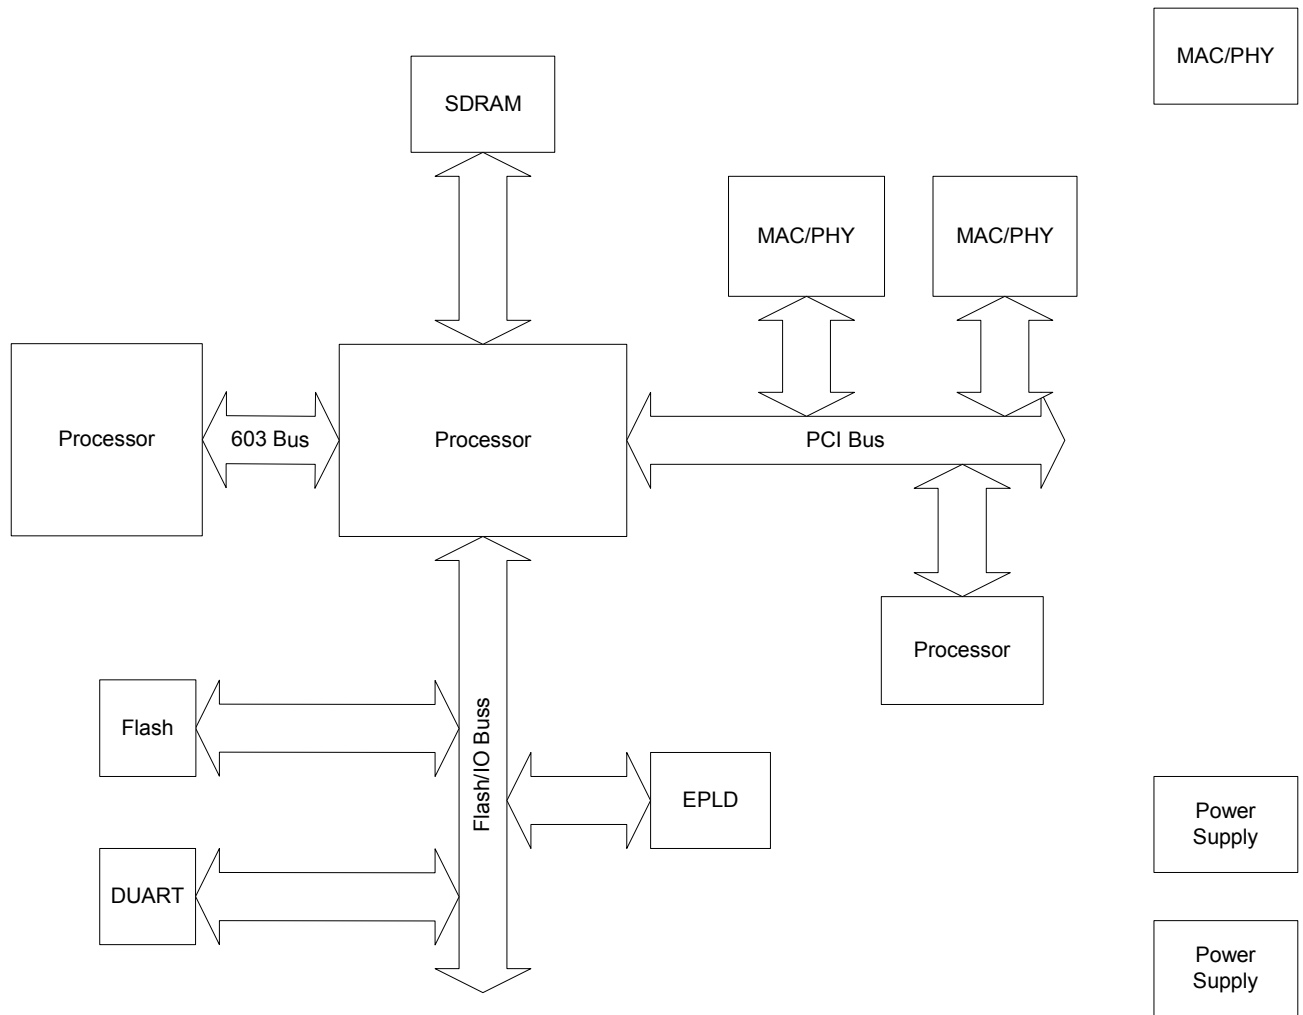 MAC/PHY
SDRAM
MAC/PHY
MAC/PHY
Processor
603 Bus
Processor
PCI Bus
Processor
Flash
Flash/IO Buss
EPLD
DUART
Power
Supply
Power
Supply